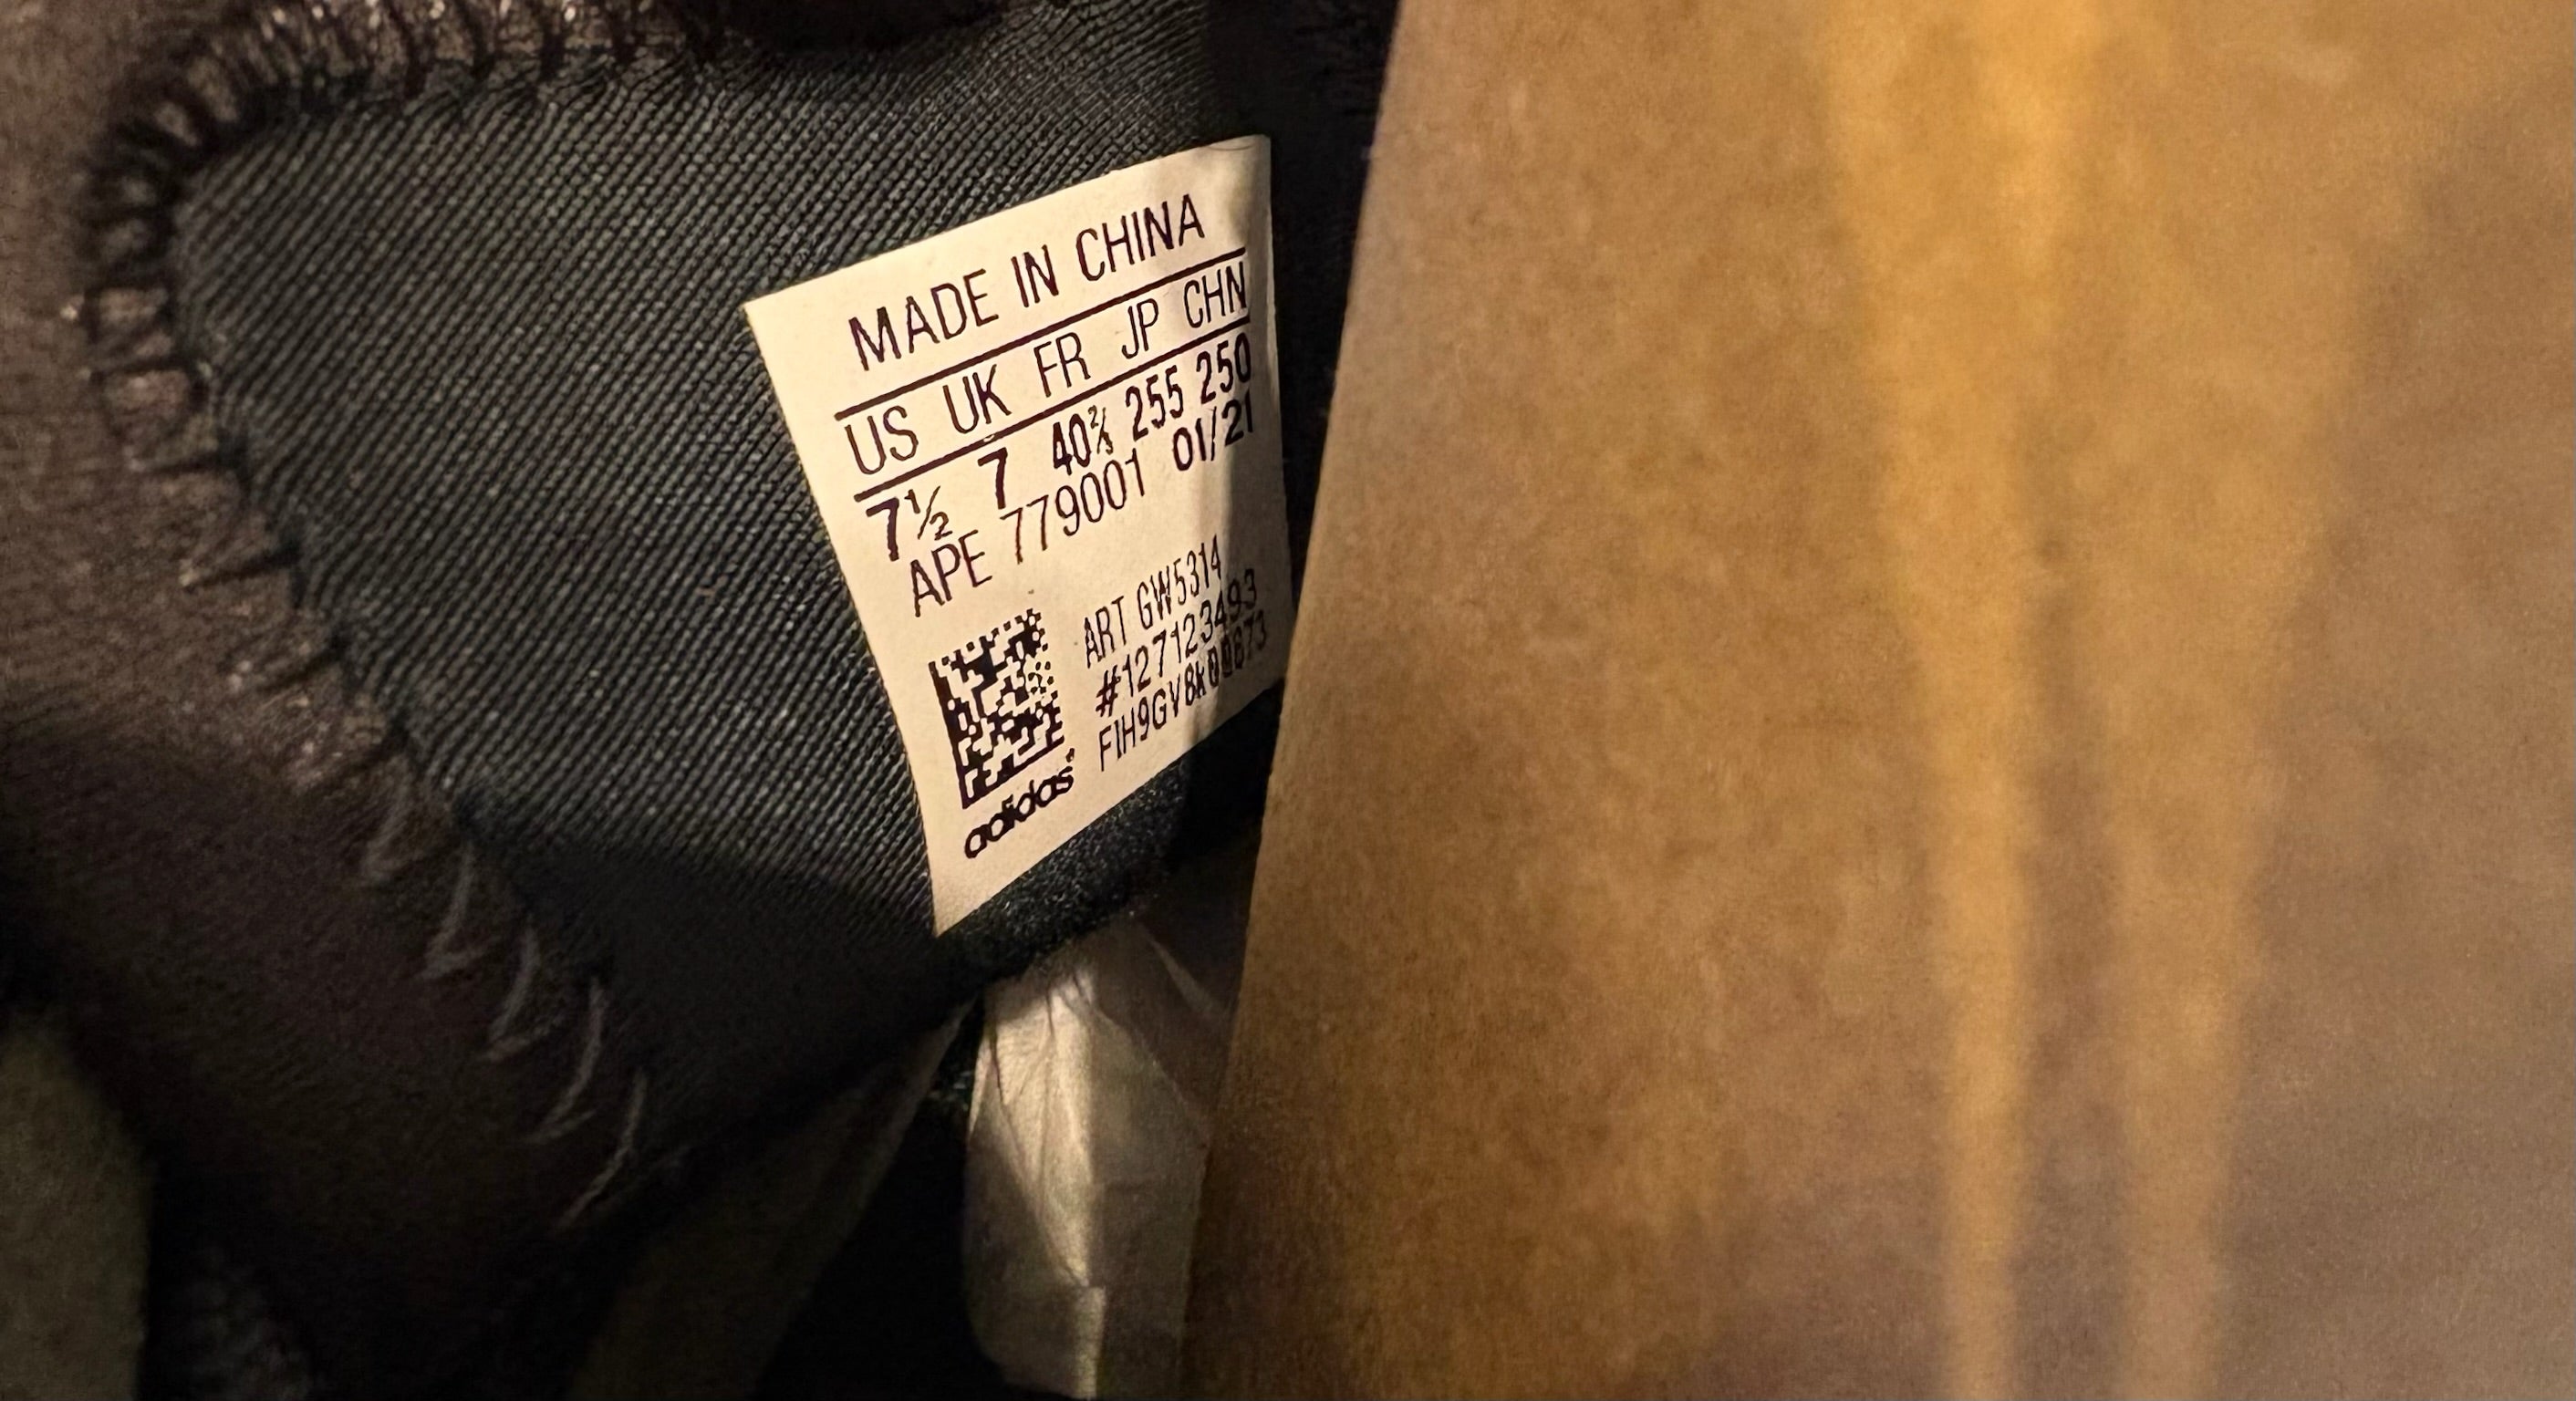 MADE IN CHINA
US UK FR JP CHN
7½ 7 40⅔ 255 250
APE 779001 01/21
ART GW5314
#127123493
adidas